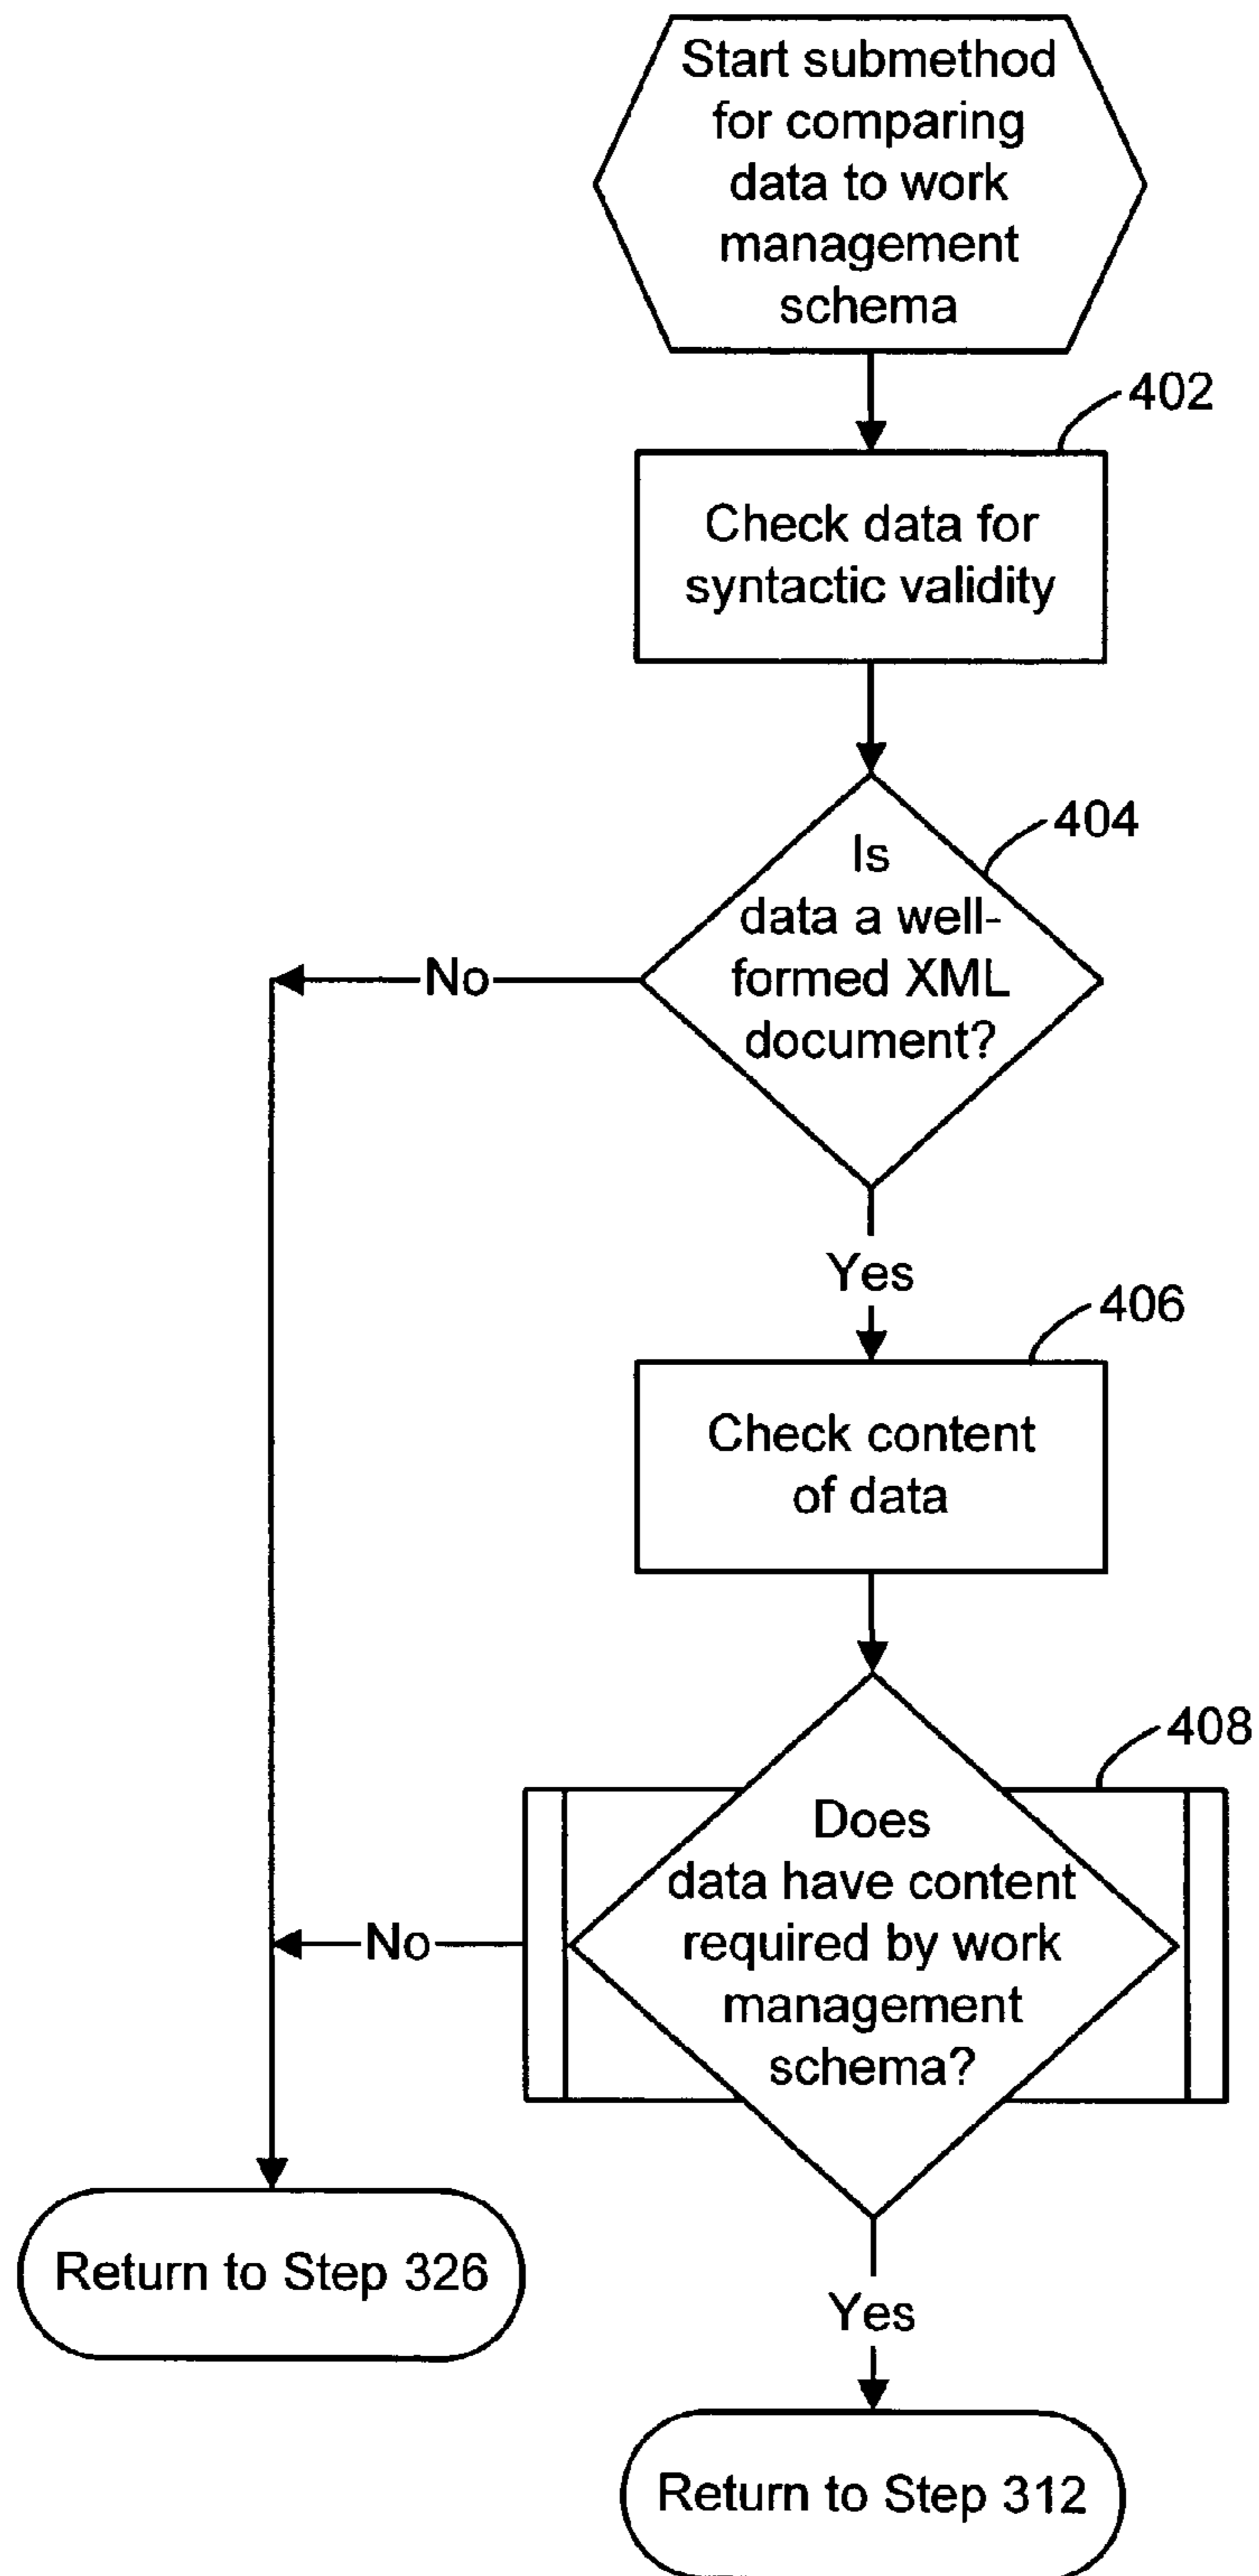 Start submethod
for comparing
data to work
management
schema
402
Check data for
syntactic validity
404
Is
data a well-
formed XML
document?
No
Yes
406
Check content
of data
408
Does
data have content
required by work
management
schema?
No
Return to Step 326
Yes
Return to Step 312